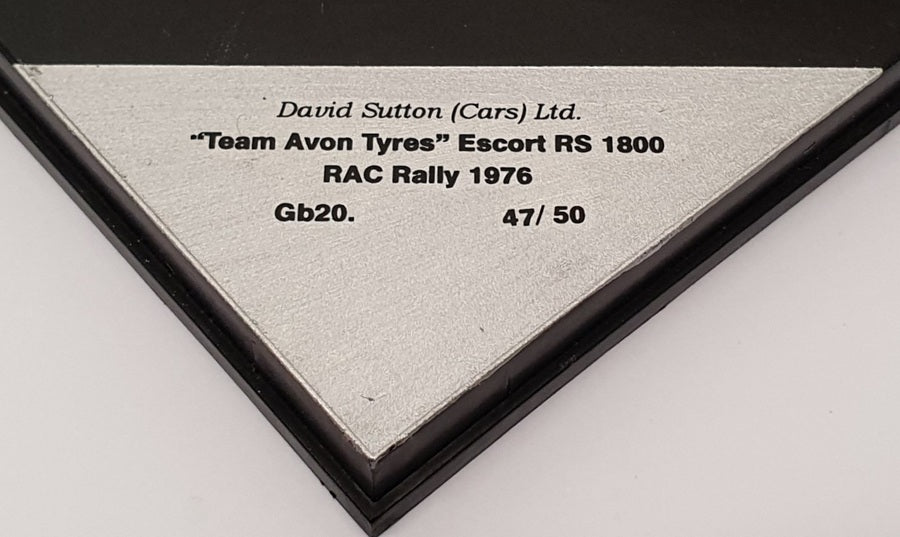 David Sutton (Cars) Ltd.
“Team Avon Tyres” Escort RS 1800
RAC Rally 1976
Gb20. 47/ 50